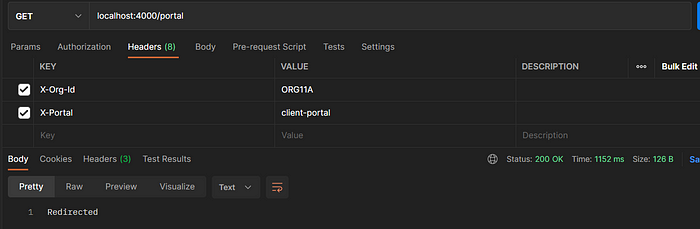 GET localhost:4000/portal
Params Authorization Headers (8) Body Pre-request Script Tests Settings
KEY VALUE DESCRIPTION ooo Bulk Edit
X-Org-Id ORG11A
X-Portal client-portal
Key Value Description
Body Cookies Headers (3) Test Results Status: 200 OK Time: 1152 ms Size: 126 B Sa
Pretty Raw Preview Visualize Text
1 Redirected